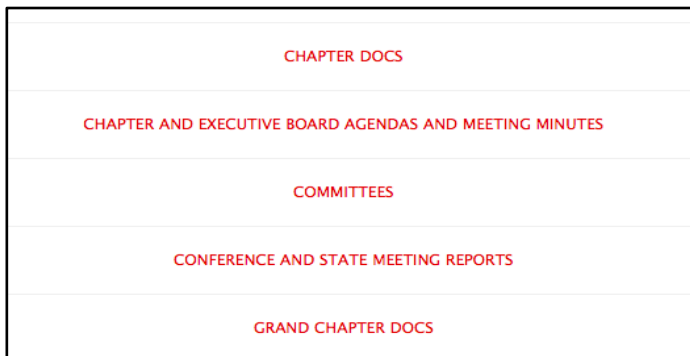 CHAPTER DOCS
CHAPTER AND EXECUTIVE BOARD AGENDAS AND MEETING MINUTES
COMMITTEES
CONFERENCE AND STATE MEETING REPORTS
GRAND CHAPTER DOCS